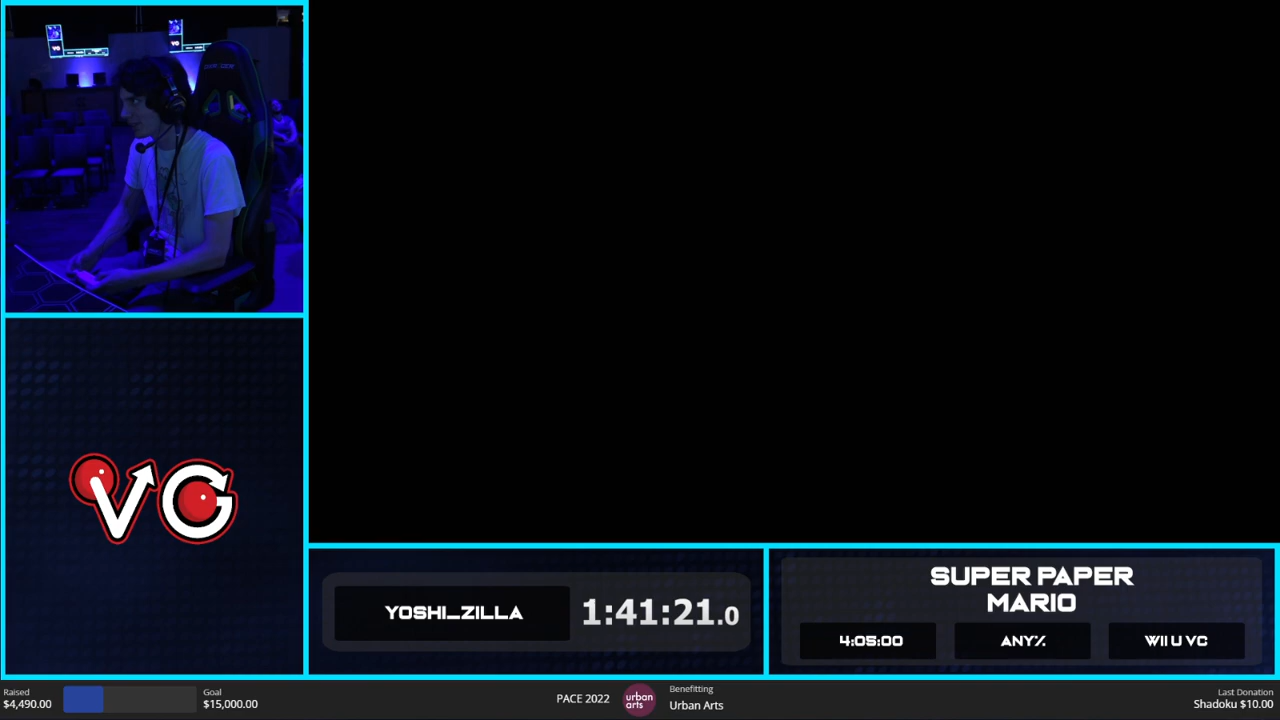 VG
YOSHI_ZILLA
1:41:21.0
SUPER PAPER
MARIO
4:05:00
ANY%
WII U VC
Raised
$4,490.00
Goal
$15,000.00
PACE 2022
urban
arts
Benefitting
Urban Arts
Last Donation
Shadoku $10.00